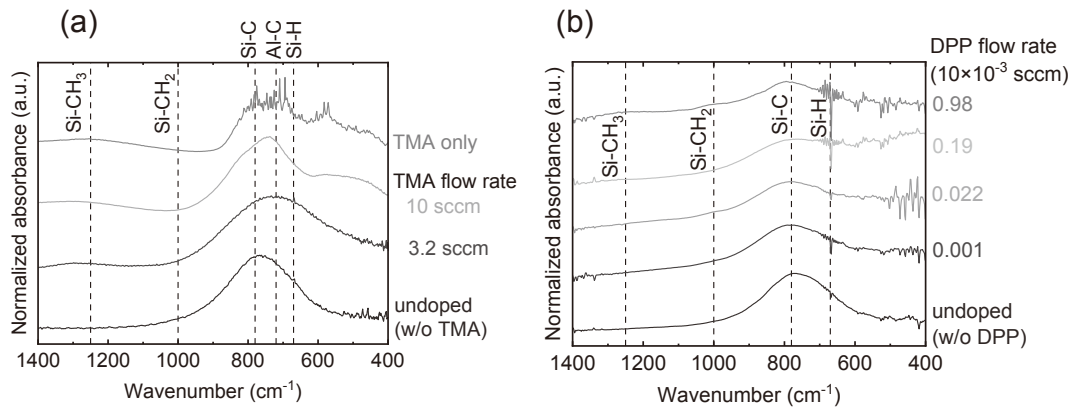 (a)
Si-C
Al-C
Si-H
Si-CH₃
Si-CH₂
Normalized absorbance (a.u.)
TMA only
TMA flow rate
10 sccm
3.2 sccm
undoped
(w/o TMA)
1400 1200 1000 800 600 400
Wavenumber (cm⁻¹)
(b)
DPP flow rate
(10×10⁻³ sccm)
Si-CH₃
Si-CH₂
Si-C
Si-H
Normalized absorbance (a.u.)
0.98
0.19
0.022
0.001
undoped
(w/o DPP)
1400 1200 1000 800 600 400
Wavenumber (cm⁻¹)